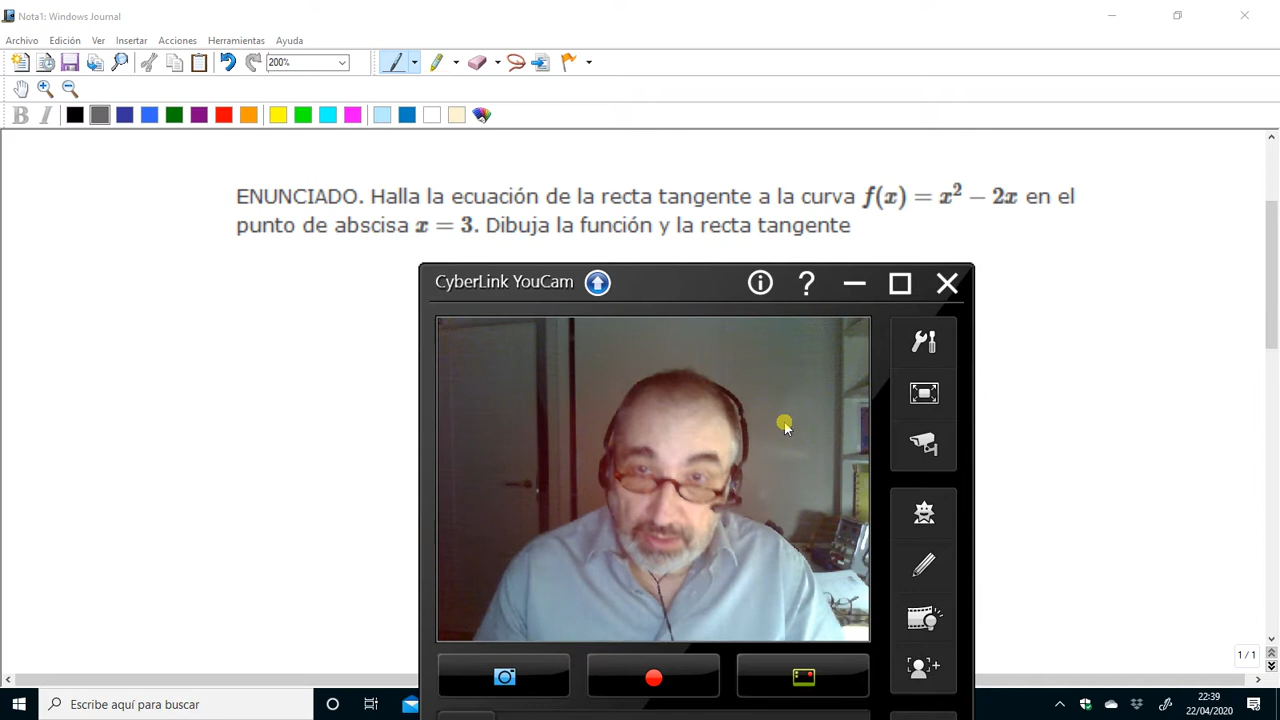 Nota1: Windows Journal
Archivo Edición Ver Insertar Acciones Herramientas Ayuda
200%
B I
ENUNCIADO. Halla la ecuación de la recta tangente a la curva f(x) = x² − 2x en el
punto de abscisa x = 3. Dibuja la función y la recta tangente
CyberLink YouCam
1 / 1
Escribe aquí para buscar
22:39
22/04/2020